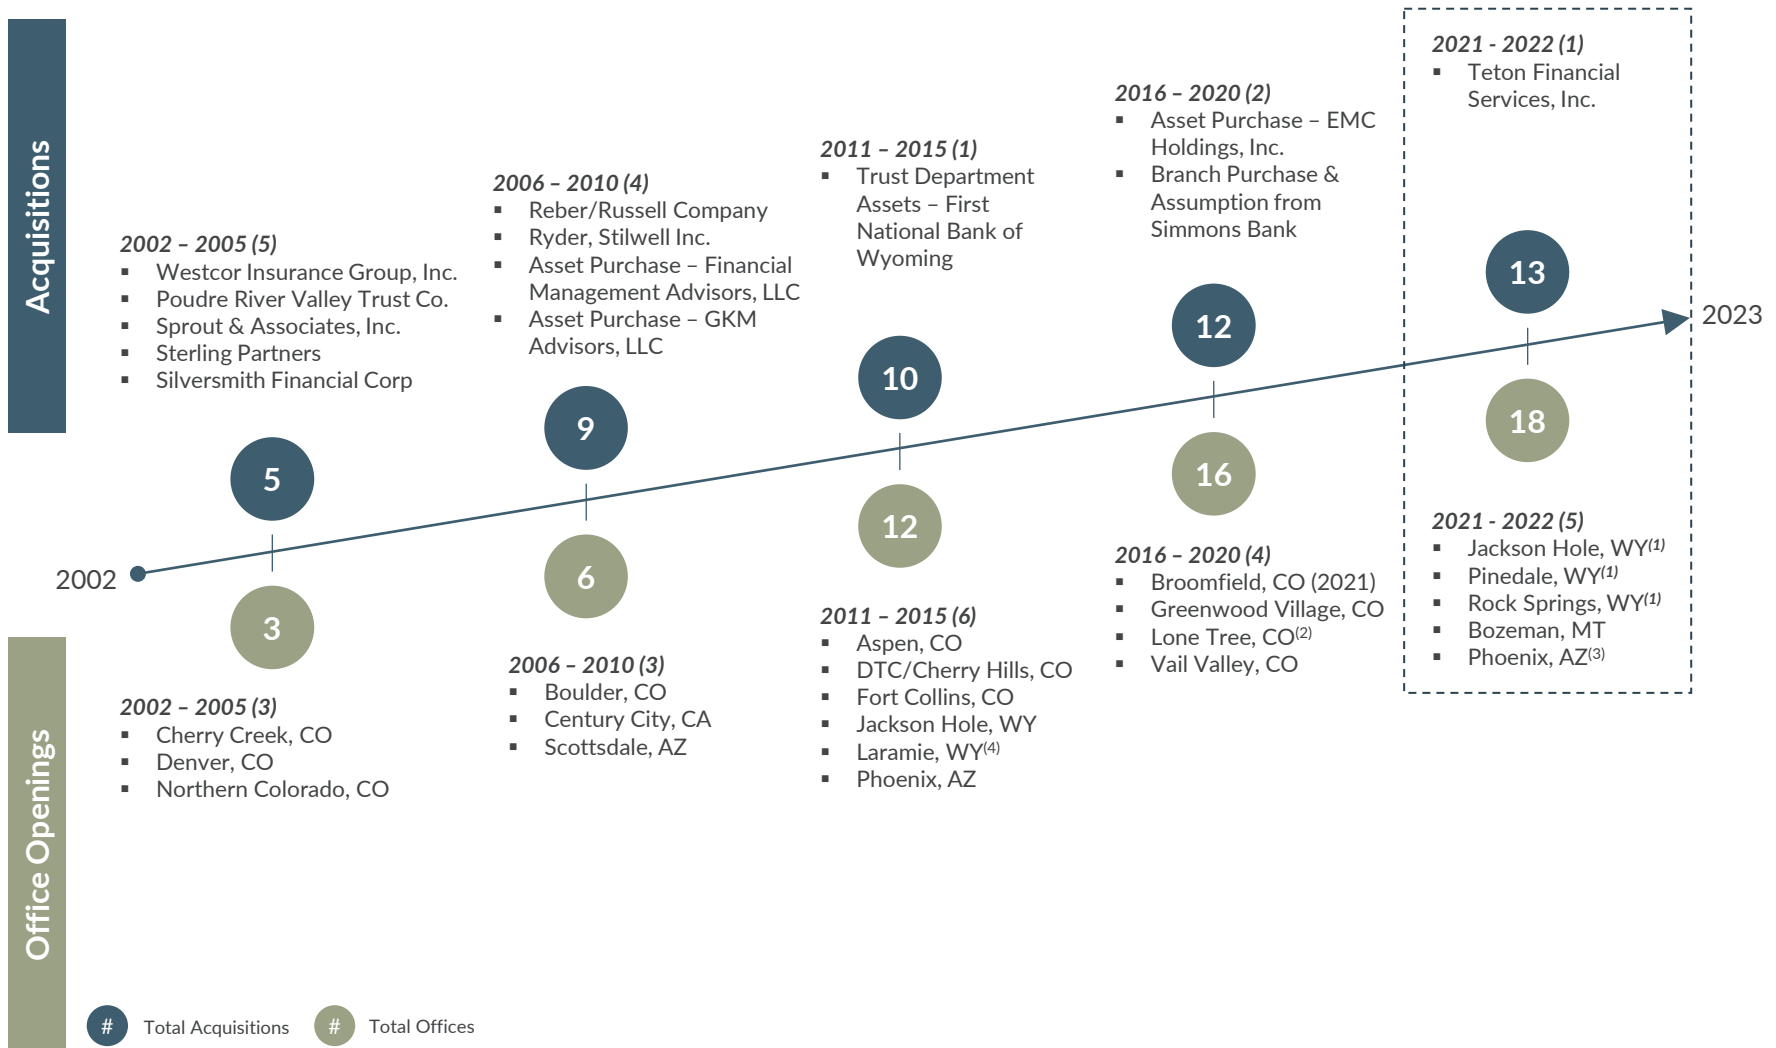 Acquisitions
2002 – 2005 (5)
▪ Westcor Insurance Group, Inc.
▪ Poudre River Valley Trust Co.
▪ Sprout & Associates, Inc.
▪ Sterling Partners
▪ Silversmith Financial Corp
2006 – 2010 (4)
▪ Reber/Russell Company
▪ Ryder, Stilwell Inc.
▪ Asset Purchase – Financial
Management Advisors, LLC
▪ Asset Purchase – GKM
Advisors, LLC
2011 – 2015 (1)
▪ Trust Department
Assets – First
National Bank of
Wyoming
2016 – 2020 (2)
▪ Asset Purchase – EMC
Holdings, Inc.
▪ Branch Purchase &
Assumption from
Simmons Bank
2021 - 2022 (1)
▪ Teton Financial
Services, Inc.
5
9
10
12
13
2002
2023
3
6
12
16
18
Office Openings
2002 – 2005 (3)
▪ Cherry Creek, CO
▪ Denver, CO
▪ Northern Colorado, CO
2006 – 2010 (3)
▪ Boulder, CO
▪ Century City, CA
▪ Scottsdale, AZ
2011 – 2015 (6)
▪ Aspen, CO
▪ DTC/Cherry Hills, CO
▪ Fort Collins, CO
▪ Jackson Hole, WY
▪ Laramie, WY(4)
▪ Phoenix, AZ
2016 – 2020 (4)
▪ Broomfield, CO (2021)
▪ Greenwood Village, CO
▪ Lone Tree, CO(2)
▪ Vail Valley, CO
2021 - 2022 (5)
▪ Jackson Hole, WY(1)
▪ Pinedale, WY(1)
▪ Rock Springs, WY(1)
▪ Bozeman, MT
▪ Phoenix, AZ(3)
# Total Acquisitions
# Total Offices